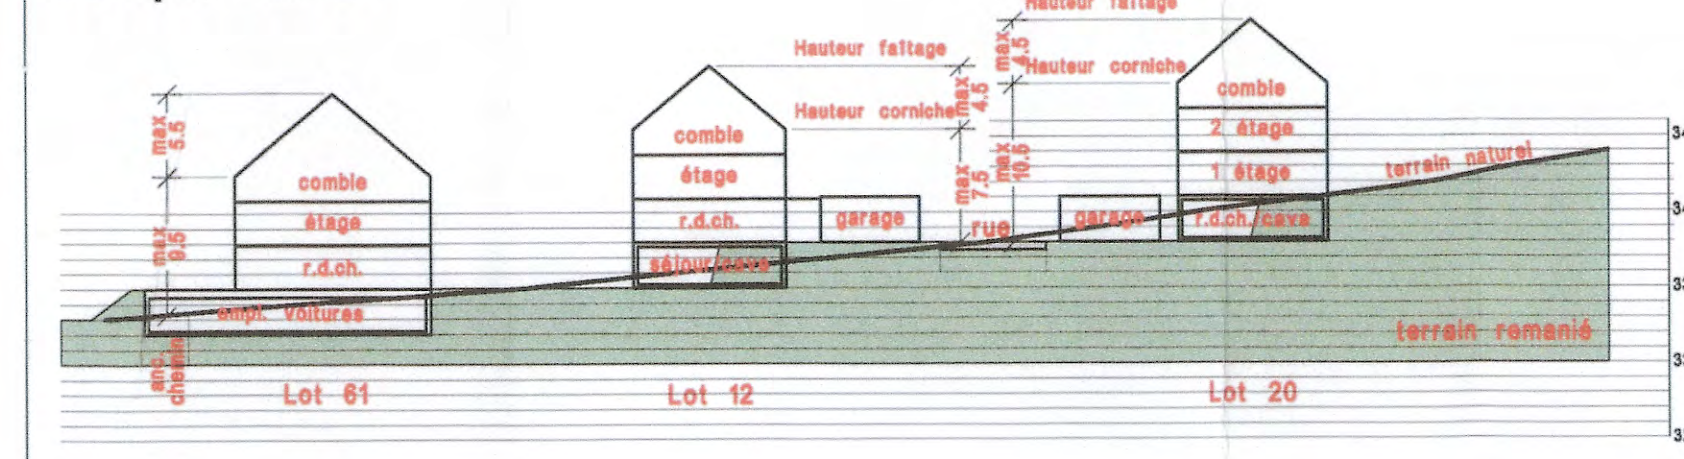 Hauteur faîtage
max
4.5
Hauteur corniche
max
10.5
combie
2 étage
1 étage
r.d.ch./cave
garage
terrain naturel
Hauteur faîtage
max
4.5
Hauteur corniche
max
7.5
comble
étage
r.d.ch.
séjour/cave
garage
rue
max
5.5
max
9.5
comble
étage
r.d.ch.
empl. voitures
anc.
chemin
terrain remanié
Lot 61
Lot 12
Lot 20